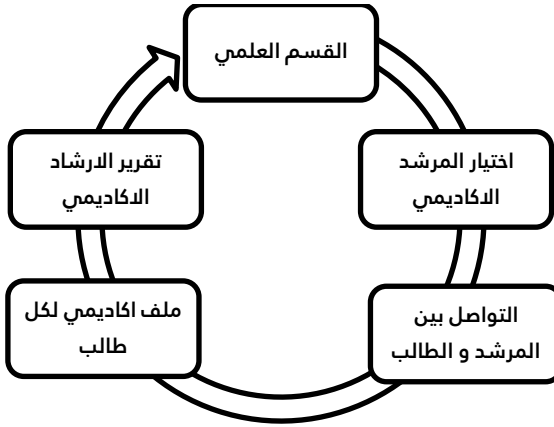 القسم العلمي
اختيار المرشد
الاكاديمي
التواصل بين
المرشد و الطالب
ملف اكاديمي لكل
طالب
تقرير الارشاد
الاكاديمي